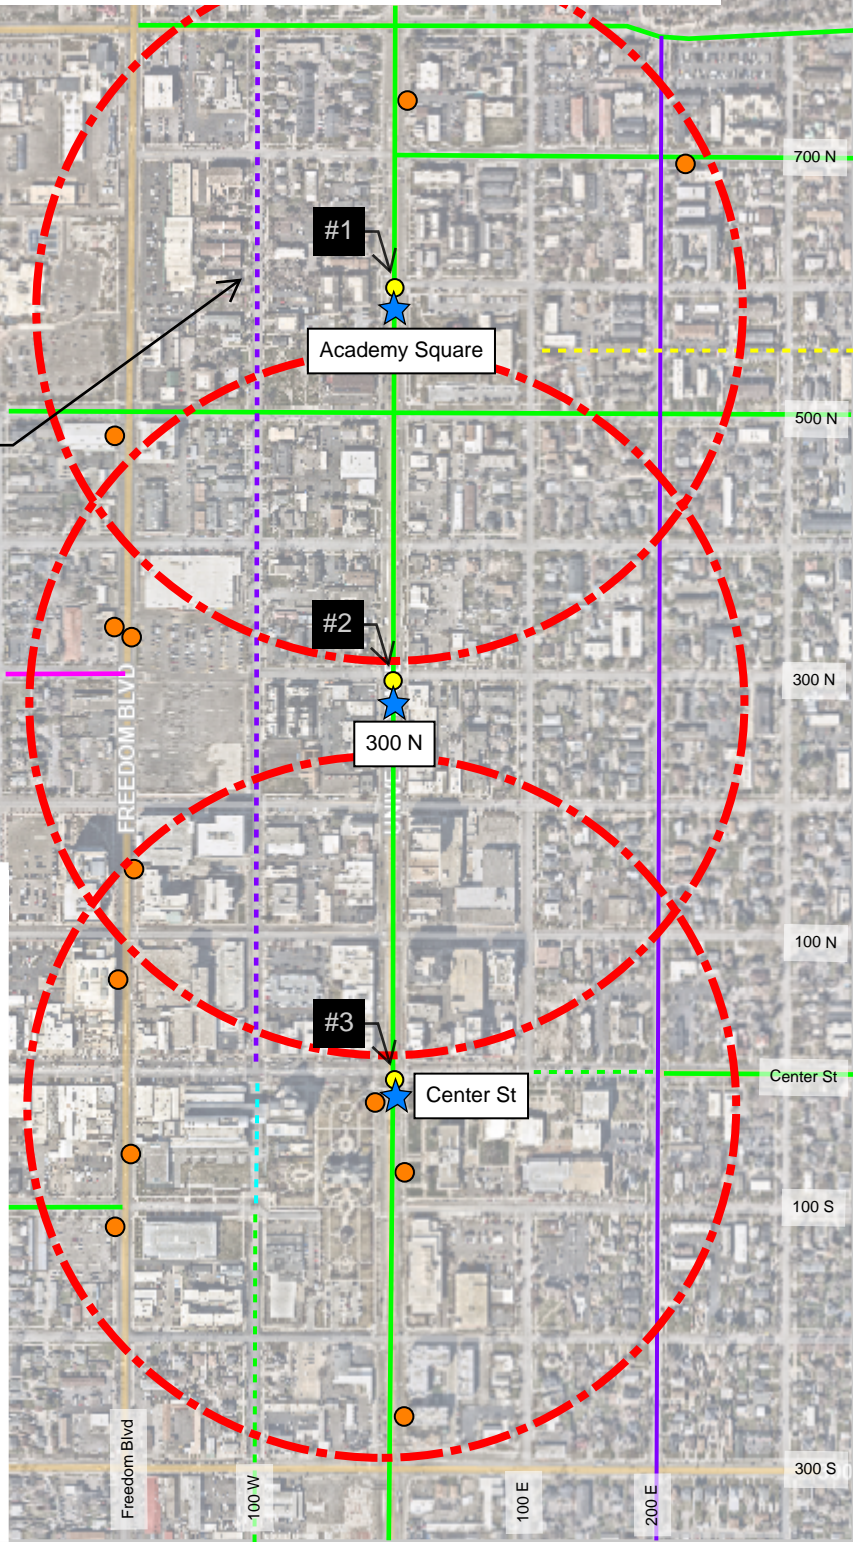 700 N
#1
Academy Square
500 N
#2
300 N
FREEDOM BLVD
300 N
100 N
#3
Center St
Center St
100 S
300 S
Freedom Blvd
100 W
100 E
200 E